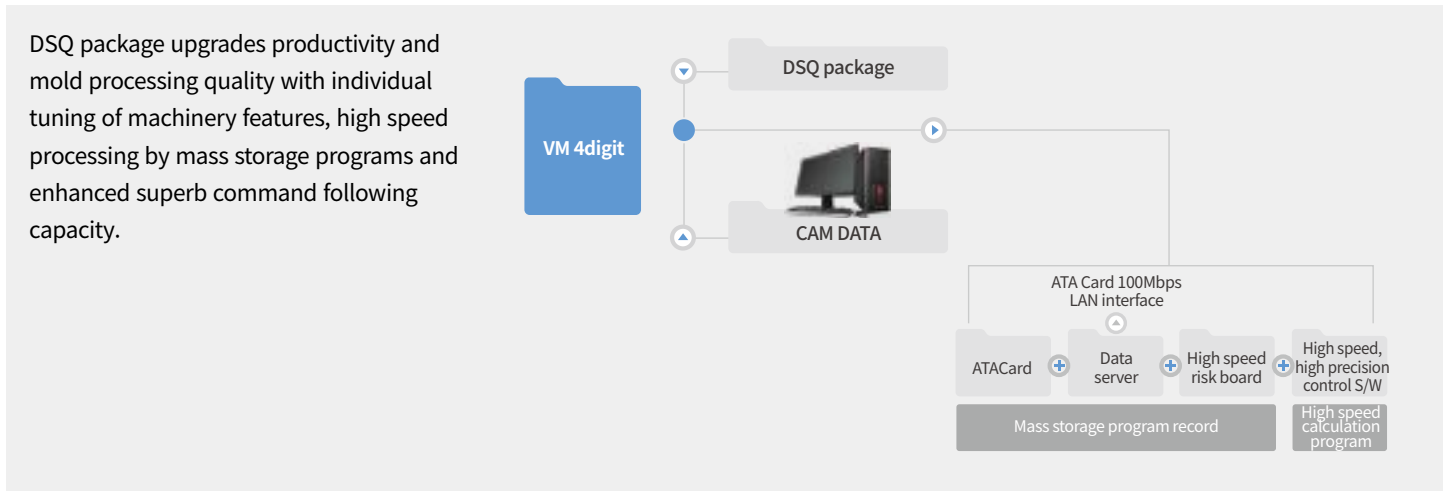 DSQ package upgrades productivity and
mold processing quality with individual
tuning of machinery features, high speed
processing by mass storage programs and
enhanced superb command following
capacity.
VM 4digit
DSQ package
CAM DATA
ATA Card 100Mbps
LAN interface
ATACard
Data
server
High speed
risk board
High speed,
high precision
control S/W
Mass storage program record
High speed
calculation
program